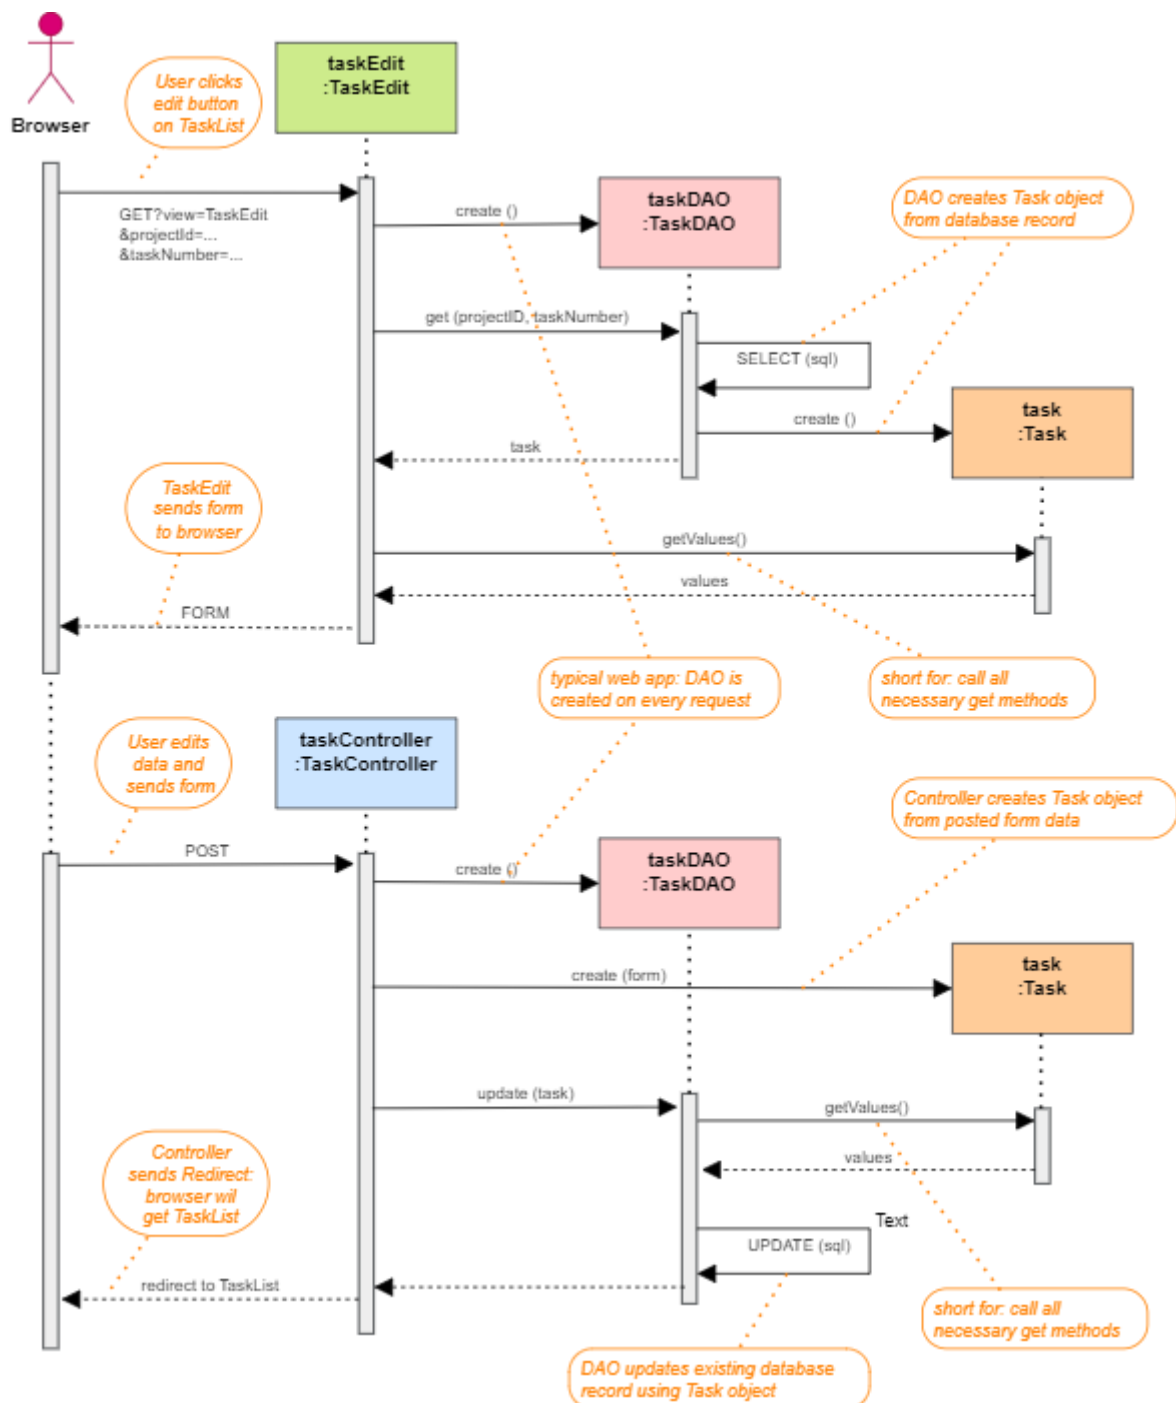 taskEdit
:TaskEdit
User clicks
edit button
on TaskList
Browser
taskDAO
:TaskDAO
DAO creates Task object
from database record
create ()
GET?view=TaskEdit
&projectId=...
&taskNumber=...
get (projectID, taskNumber)
SELECT (sql)
task
:Task
create ()
task
TaskEdit
sends form
to browser
getValues()
values
FORM
typical web app: DAO is
created on every request
short for: call all
necessary get methods
taskController
:TaskController
User edits
data and
sends form
Controller creates Task object
from posted form data
POST
taskDAO
:TaskDAO
create ()
create (form)
task
:Task
update (task)
getValues()
values
Controller
sends Redirect:
browser wil
get TaskList
Text
UPDATE (sql)
redirect to TaskList
short for: call all
necessary get methods
DAO updates existing database
record using Task object